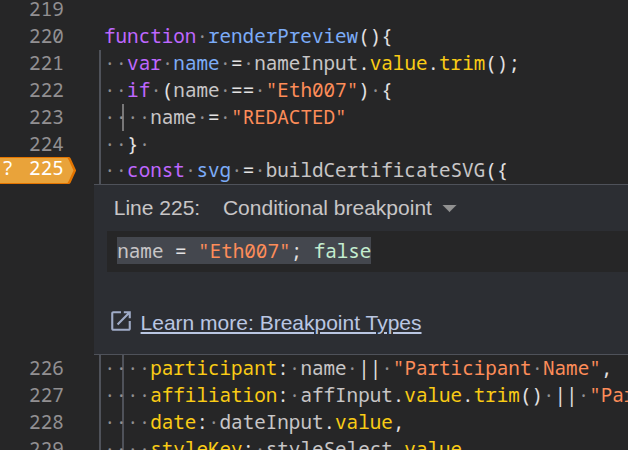 219
220 function renderPreview(){
221 var name = nameInput.value.trim();
222 if (name == "Eth007") {
223 name = "REDACTED"
224 }
? 225 const svg = buildCertificateSVG({
Line 225: Conditional breakpoint
name = "Eth007"; false
Learn more: Breakpoint Types
226 participant: name || "Participant Name",
227 affiliation: affInput.value.trim() || "Pa
228 date: dateInput.value,
229 styleKey: styleSelect.value